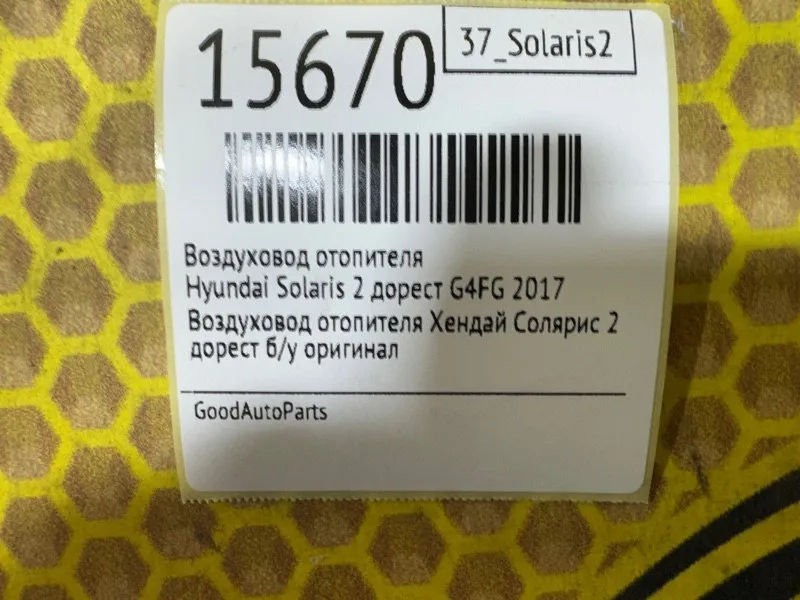 15670
37_Solaris2
Воздуховод отопителя
Hyundai Solaris 2 дорест G4FG 2017
Воздуховод отопителя Хендай Солярис 2
дорест б/у оригинал
GoodAutoParts